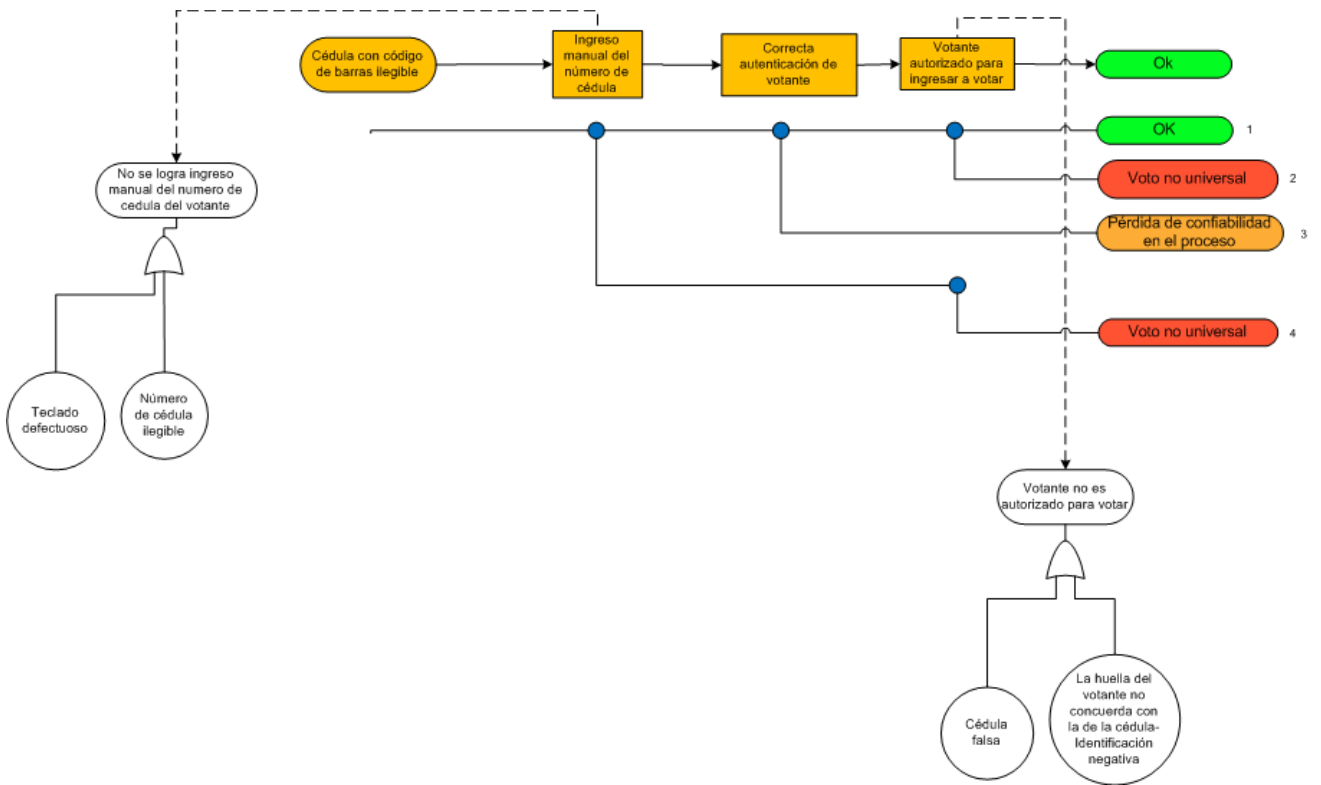 Cédula con código
de barras ilegible
Ingreso
manual del
número de
cédula
Correcta
autenticación de
votante
Votante
autorizado para
ingresar a votar
Ok
OK
1
Voto no universal
2
Pérdida de confiabilidad
en el proceso
3
Voto no universal
4
No se logra ingreso
manual del numero de
cedula del votante
Teclado
defectuoso
Número
de cédula
ilegible
Votante no es
autorizado para votar
Cédula
falsa
La huella del
votante no
concuerda con
la de la cédula-
Identificación
negativa